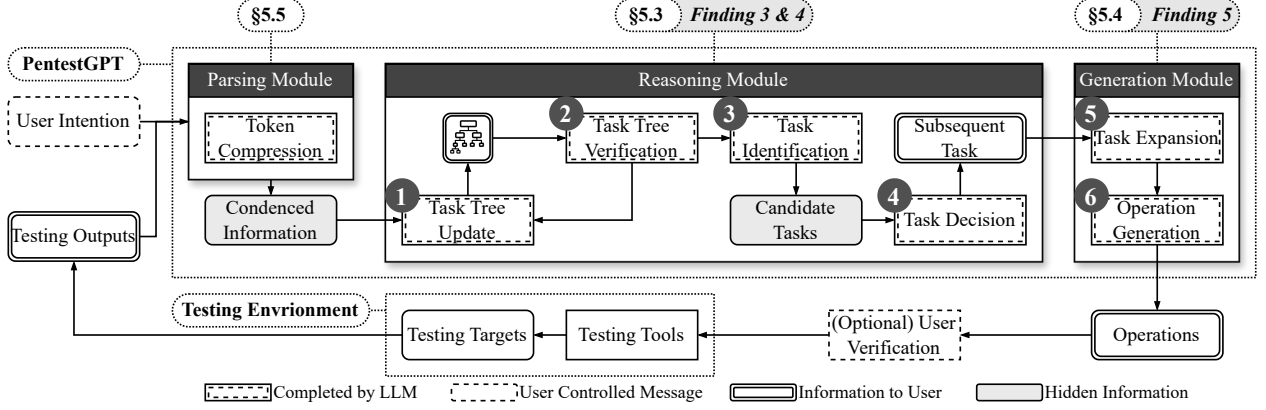 §5.5
§5.3 Finding 3 & 4
§5.4 Finding 5
PentestGPT
Parsing Module
Reasoning Module
Generation Module
User Intention
Token
Compression
2
Task Tree
Verification
3
Task
Identification
Subsequent
Task
5
Task Expansion
Testing Outputs
Condenced
Information
1
Task Tree
Update
Candidate
Tasks
4
Task Decision
6
Operation
Generation
Testing Envrionment
Testing Targets
Testing Tools
(Optional) User
Verification
Operations
Completed by LLM
User Controlled Message
Information to User
Hidden Information